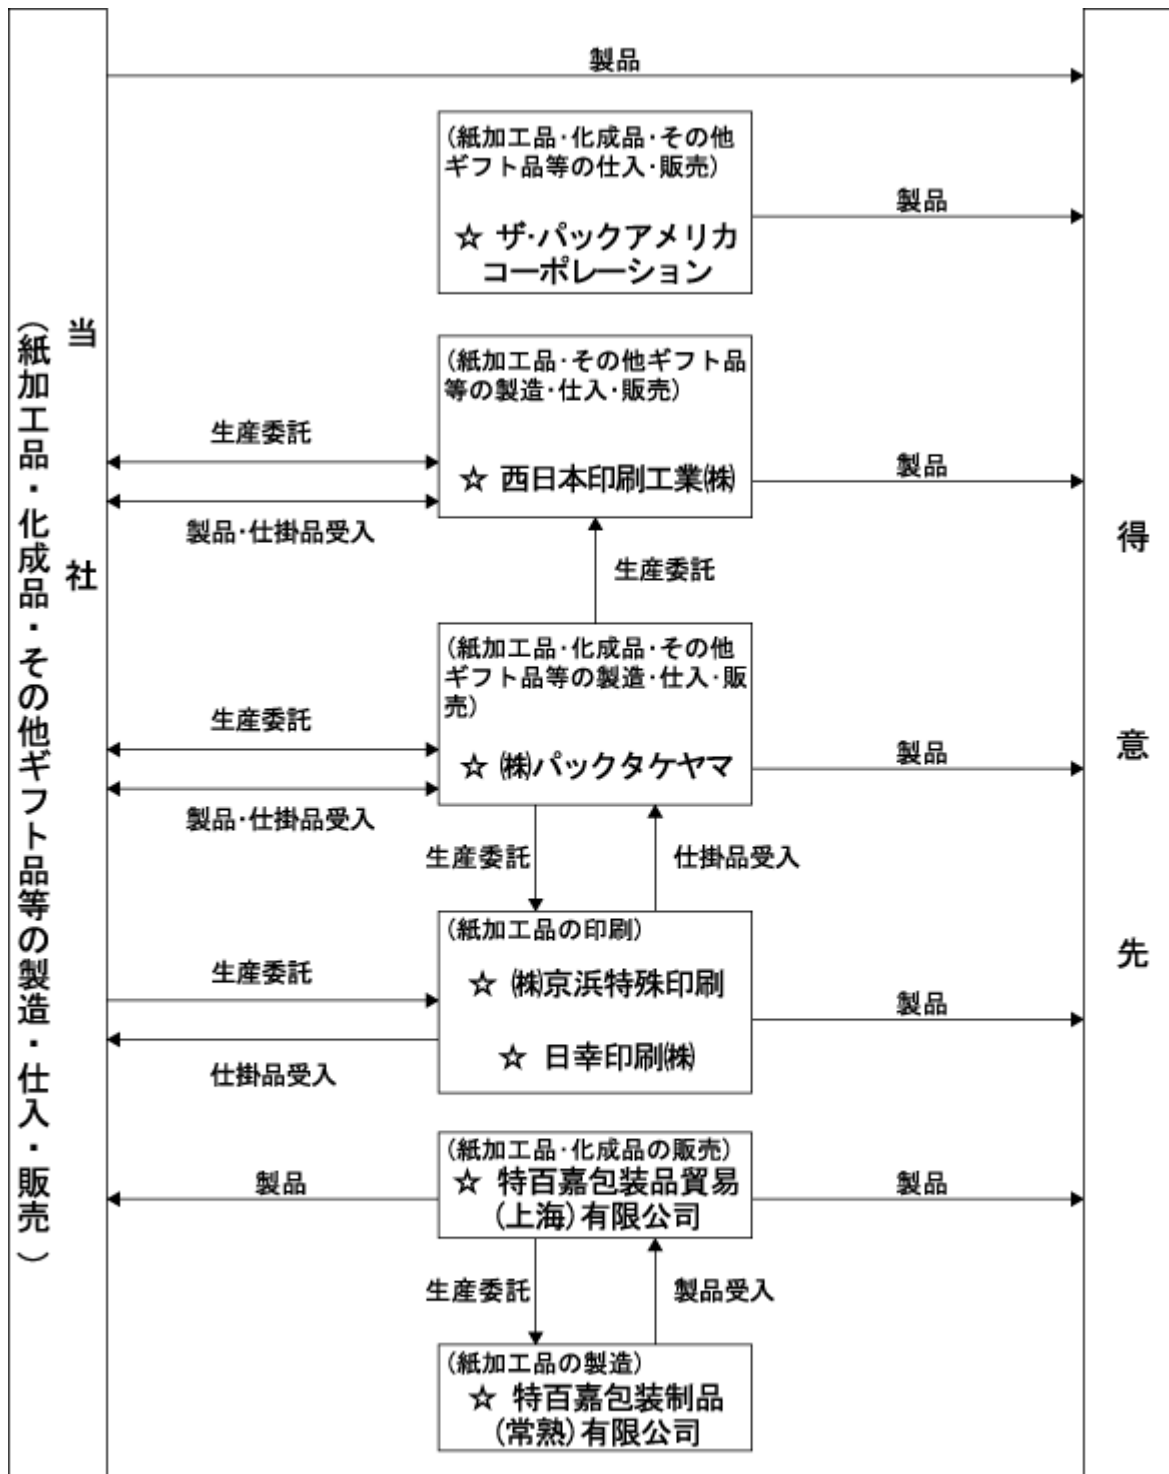 当社
(紙加工品・化成品・その他ギフト品等の製造・仕入・販売)
製品
(紙加工品・化成品・その他
ギフト品等の仕入・販売)
☆ ザ・パックアメリカ
コーポレーション
製品
(紙加工品・その他ギフト品
等の製造・仕入・販売)
☆ 西日本印刷工業㈱
生産委託
製品・仕掛品受入
製品
生産委託
(紙加工品・化成品・その他
ギフト品等の製造・仕入・販
売)
☆ ㈱パックタケヤマ
生産委託
製品・仕掛品受入
製品
生産委託
仕掛品受入
(紙加工品の印刷)
☆ ㈱京浜特殊印刷
☆ 日幸印刷㈱
生産委託
仕掛品受入
製品
(紙加工品・化成品の販売)
☆ 特百嘉包装品貿易
(上海)有限公司
製品
製品
生産委託
製品受入
(紙加工品の製造)
☆ 特百嘉包装制品
(常熟)有限公司
得意先